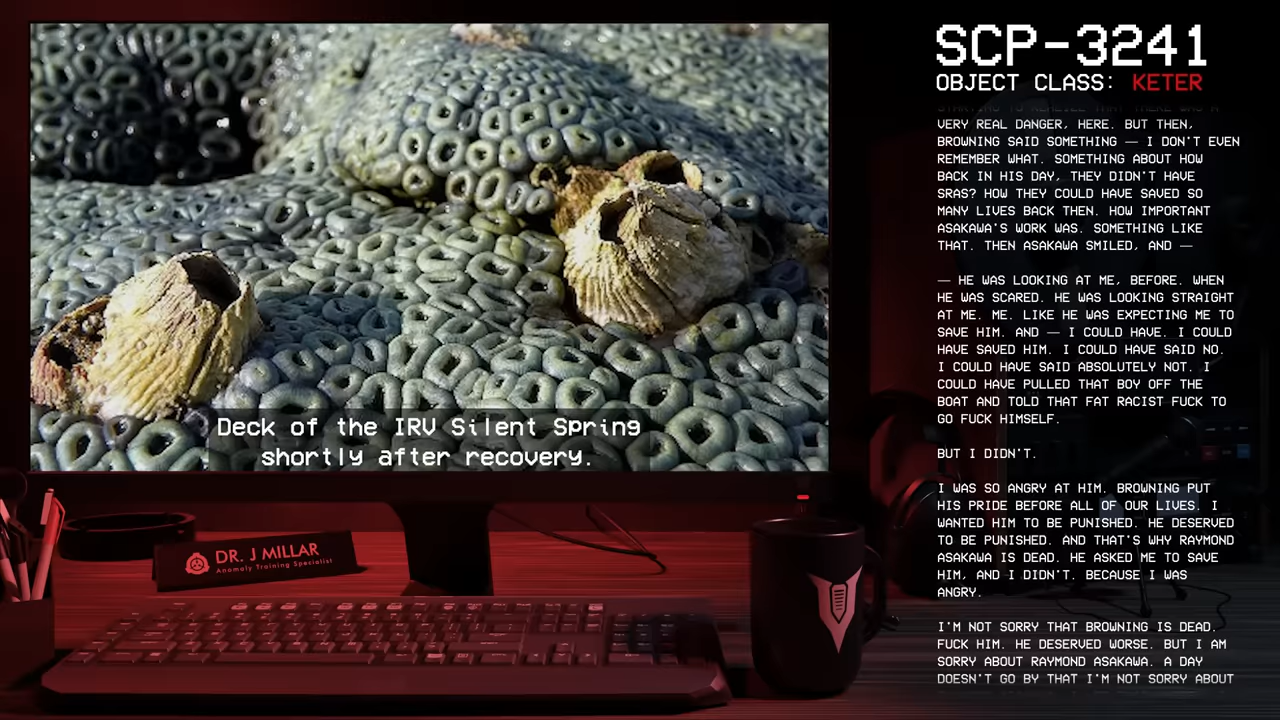 SCP-3241
OBJECT CLASS: KETER
VERY REAL DANGER, HERE. BUT THEN,
BROWNING SAID SOMETHING — I DON'T EVEN
REMEMBER WHAT. SOMETHING ABOUT HOW
BACK IN HIS DAY, THEY DIDN'T HAVE
SRAS? HOW THEY COULD HAVE SAVED SO
MANY LIVES BACK THEN. HOW IMPORTANT
ASAKAWA'S WORK WAS. SOMETHING LIKE
THAT. THEN ASAKAWA SMILED, AND —
— HE WAS LOOKING AT ME, BEFORE. WHEN
HE WAS SCARED. HE WAS LOOKING STRAIGHT
AT ME. ME. LIKE HE WAS EXPECTING ME TO
SAVE HIM. AND — I COULD HAVE. I COULD
HAVE SAVED HIM. I COULD HAVE SAID NO.
I COULD HAVE SAID ABSOLUTELY NOT. I
COULD HAVE PULLED THAT BOY OFF THE
BOAT AND TOLD THAT FAT RACIST FUCK TO
GO FUCK HIMSELF.
BUT I DIDN'T.
I WAS SO ANGRY AT HIM. BROWNING PUT
HIS PRIDE BEFORE ALL OF OUR LIVES. I
WANTED HIM TO BE PUNISHED. HE DESERVED
TO BE PUNISHED. AND THAT'S WHY RAYMOND
ASAKAWA IS DEAD. HE ASKED ME TO SAVE
HIM, AND I DIDN'T. BECAUSE I WAS
ANGRY.
I'M NOT SORRY THAT BROWNING IS DEAD.
FUCK HIM. HE DESERVED WORSE. BUT I AM
SORRY ABOUT RAYMOND ASAKAWA. A DAY
DOESN'T GO BY THAT I'M NOT SORRY ABOUT
Deck of the IRV Silent Spring
shortly after recovery.
DR. J MILLAR
Anomaly Training Specialist